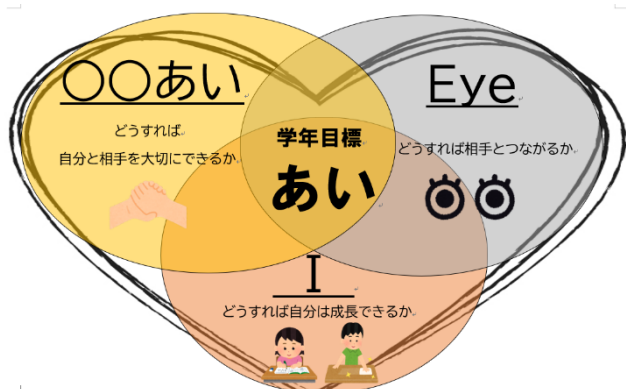 〇〇あい
どうすれば
自分と相手を大切にできるか
Eye
どうすれば相手とつながるか
学年目標
あい
I
どうすれば自分は成長できるか